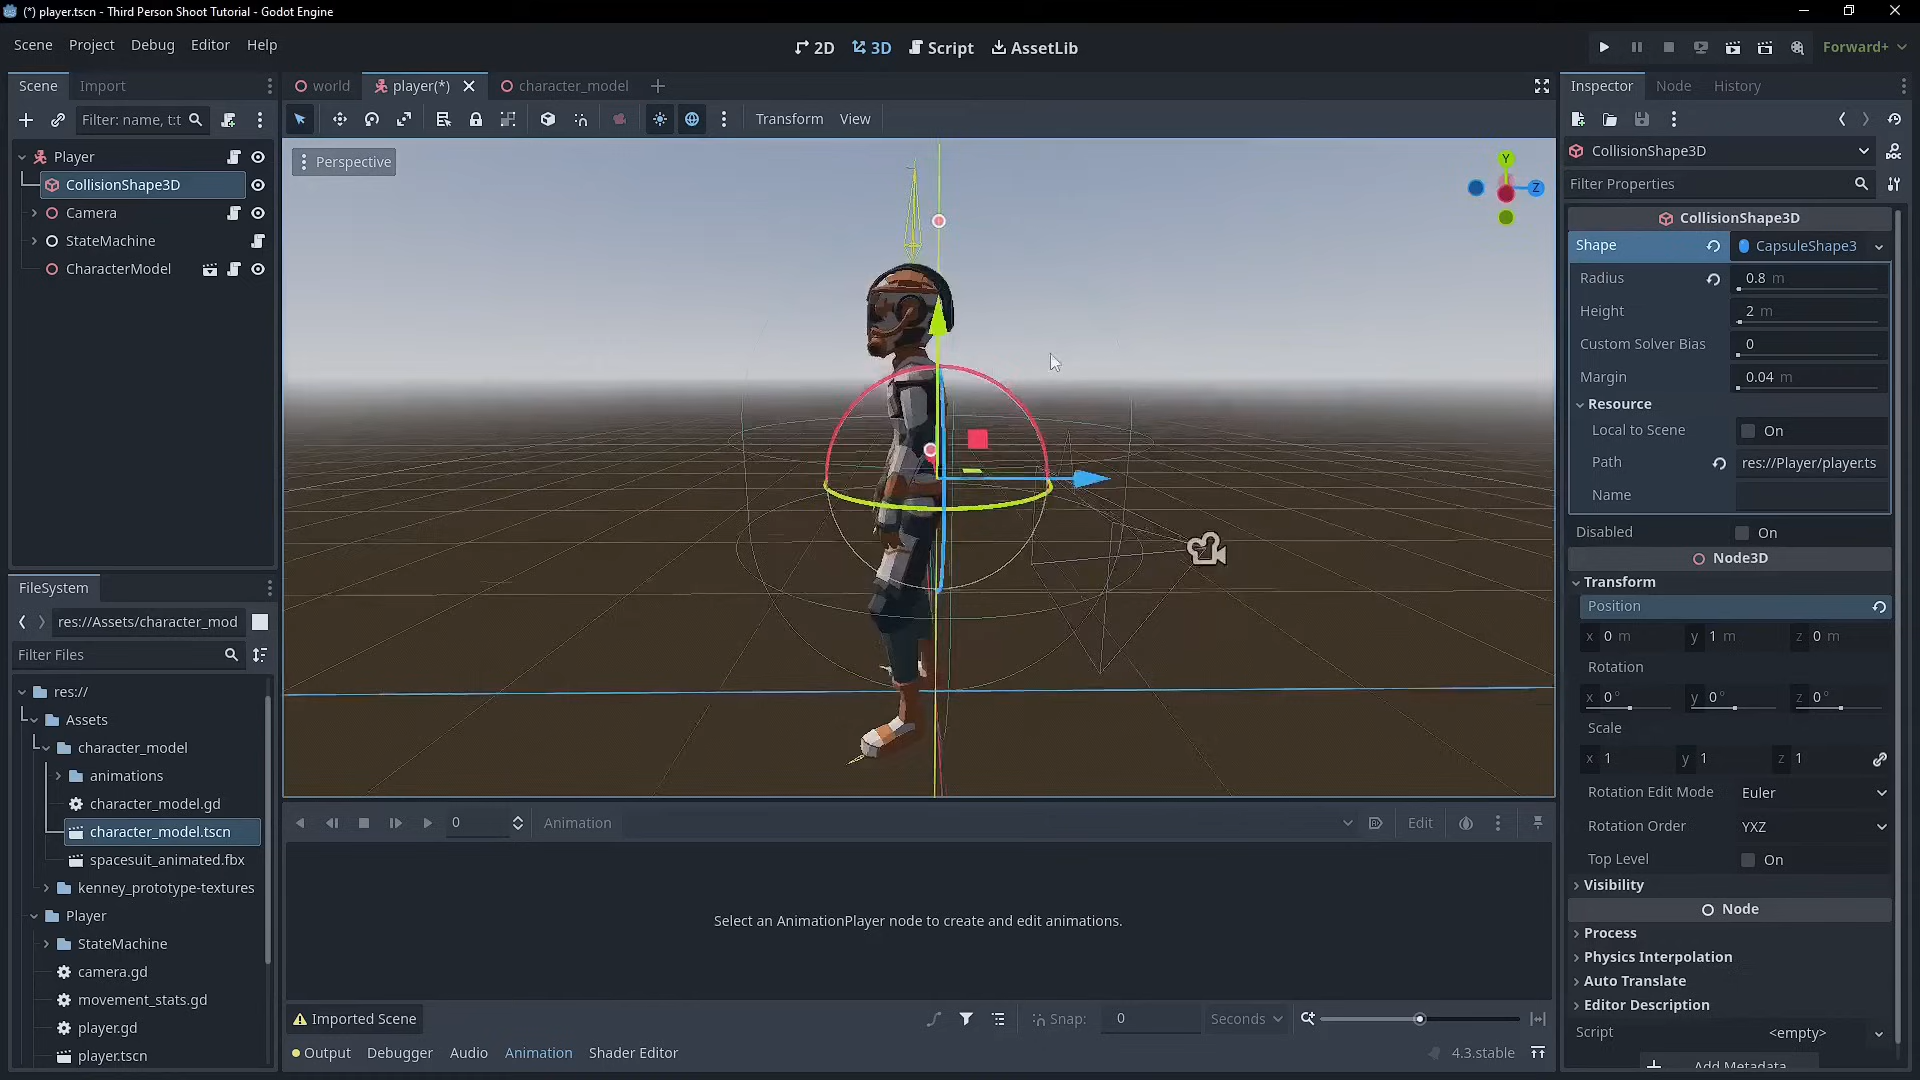 (*) player.tscn - Third Person Shoot Tutorial - Godot Engine
Scene Project Debug Editor Help
2D 3D Script AssetLib
Forward+
Scene Import
world player(*) character_model
Inspector Node History
Filter: name, t:t
Transform View
Player
CollisionShape3D
Camera
StateMachine
CharacterModel
Perspective
Y
Z
CollisionShape3D
Filter Properties
CollisionShape3D
Shape CapsuleShape3
Radius 0.8 m
Height 2 m
Custom Solver Bias 0
Margin 0.04 m
Resource
Local to Scene On
Path res://Player/player.ts
Name
Disabled On
Node3D
Transform
Position
x 0 m y 1 m z 0 m
Rotation
x 0° y 0° z 0°
Scale
x 1 y 1 z 1
Rotation Edit Mode Euler
Rotation Order YXZ
Top Level On
Visibility
Node
Process
Physics Interpolation
Auto Translate
Editor Description
Script <empty>
Add Metadata
FileSystem
res://Assets/character_mod
Filter Files
res://
Assets
character_model
animations
character_model.gd
character_model.tscn
spacesuit_animated.fbx
kenney_prototype-textures
Player
StateMachine
camera.gd
movement_stats.gd
player.gd
player.tscn
0 Animation Edit
Select an AnimationPlayer node to create and edit animations.
Imported Scene Snap: 0 Seconds
Output Debugger Audio Animation Shader Editor 4.3.stable